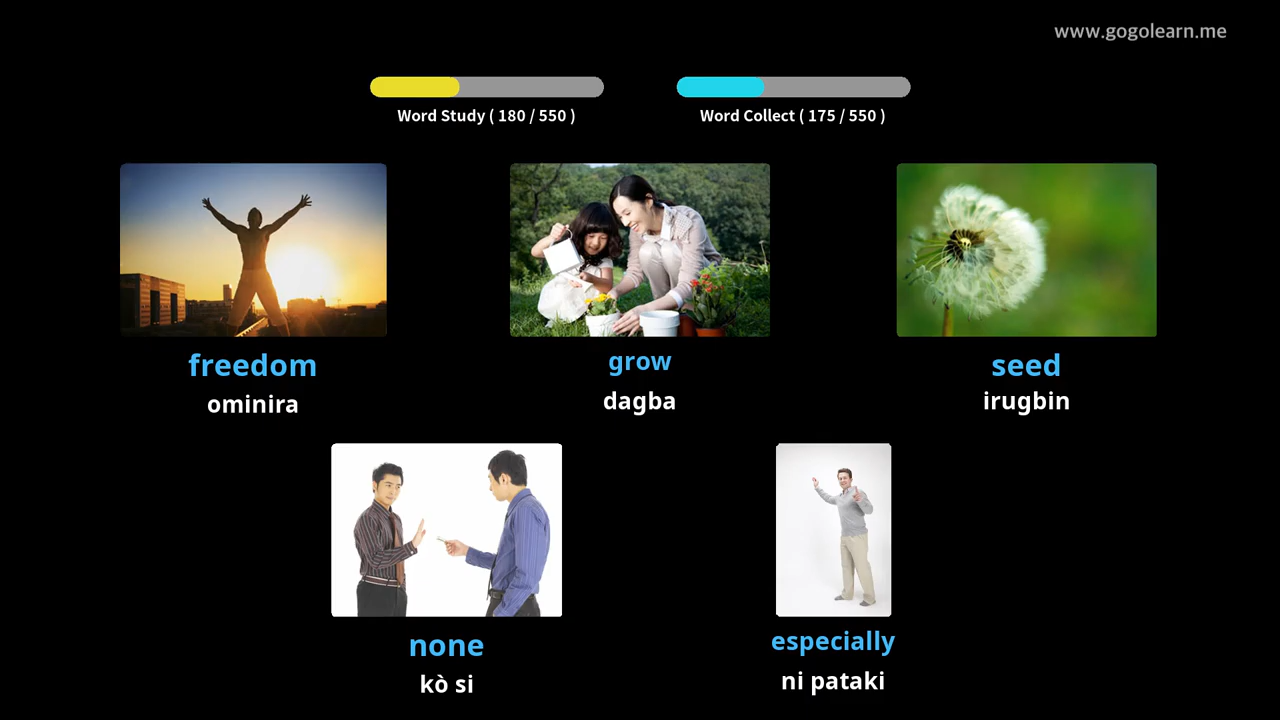 www.gogolearn.me
Word Study ( 180 / 550 )
Word Collect ( 175 / 550 )
freedom
ominira
grow
dagba
seed
irugbin
none
kò si
especially
ni pataki